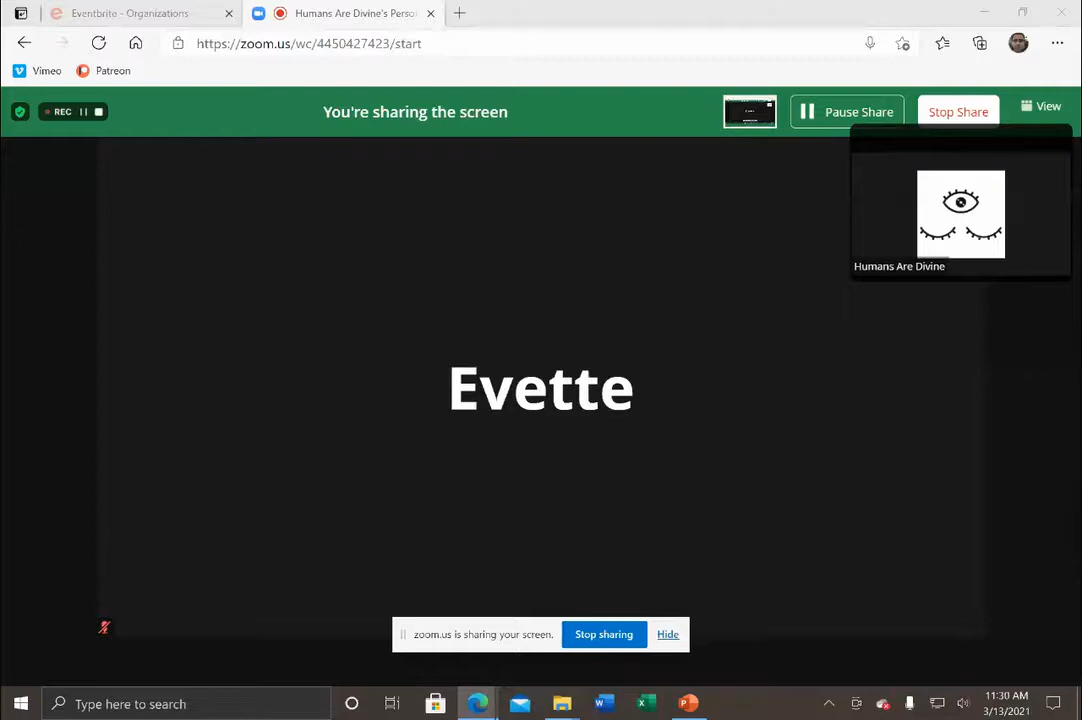 Eventbrite - Organizations
Humans Are Divine's Perso
https://zoom.us/wc/4450427423/start
Vimeo
Patreon
REC
You're sharing the screen
Pause Share
Stop Share
View
Humans Are Divine
Evette
zoom.us is sharing your screen.
Stop sharing
Hide
Type here to search
11:30 AM
3/13/2021